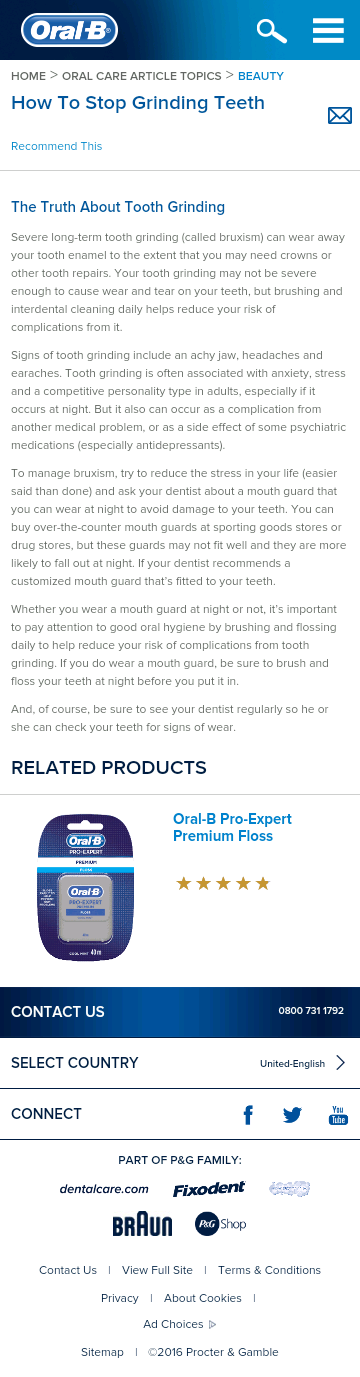 Oral-B
HOME > ORAL CARE ARTICLE TOPICS > BEAUTY
How To Stop Grinding Teeth
Recommend This
The Truth About Tooth Grinding
Severe long-term tooth grinding (called bruxism) can wear away
your tooth enamel to the extent that you may need crowns or
other tooth repairs. Your tooth grinding may not be severe
enough to cause wear and tear on your teeth, but brushing and
interdental cleaning daily helps reduce your risk of
complications from it.
Signs of tooth grinding include an achy jaw, headaches and
earaches. Tooth grinding is often associated with anxiety, stress
and a competitive personality type in adults, especially if it
occurs at night. But it also can occur as a complication from
another medical problem, or as a side effect of some psychiatric
medications (especially antidepressants).
To manage bruxism, try to reduce the stress in your life (easier
said than done) and ask your dentist about a mouth guard that
you can wear at night to avoid damage to your teeth. You can
buy over-the-counter mouth guards at sporting goods stores or
drug stores, but these guards may not fit well and they are more
likely to fall out at night. If your dentist recommends a
customized mouth guard that's fitted to your teeth.
Whether you wear a mouth guard at night or not, it's important
to pay attention to good oral hygiene by brushing and flossing
daily to help reduce your risk of complications from tooth
grinding. If you do wear a mouth guard, be sure to brush and
floss your teeth at night before you put it in.
And, of course, be sure to see your dentist regularly so he or
she can check your teeth for signs of wear.
RELATED PRODUCTS
Oral-B
PRO-EXPERT
PREMIUM
FLOSS
Oral-B
PRO-EXPERT
FLOSS
COOL MINT 40m
Oral-B Pro-Expert
Premium Floss
CONTACT US 0800 731 1792
SELECT COUNTRY United-English
CONNECT
You
Tube
PART OF P&G FAMILY:
dentalcare.com Fixodent
BRAUN P&G Shop
Contact Us | View Full Site | Terms & Conditions
Privacy | About Cookies |
Ad Choices
Sitemap | ©2016 Procter & Gamble